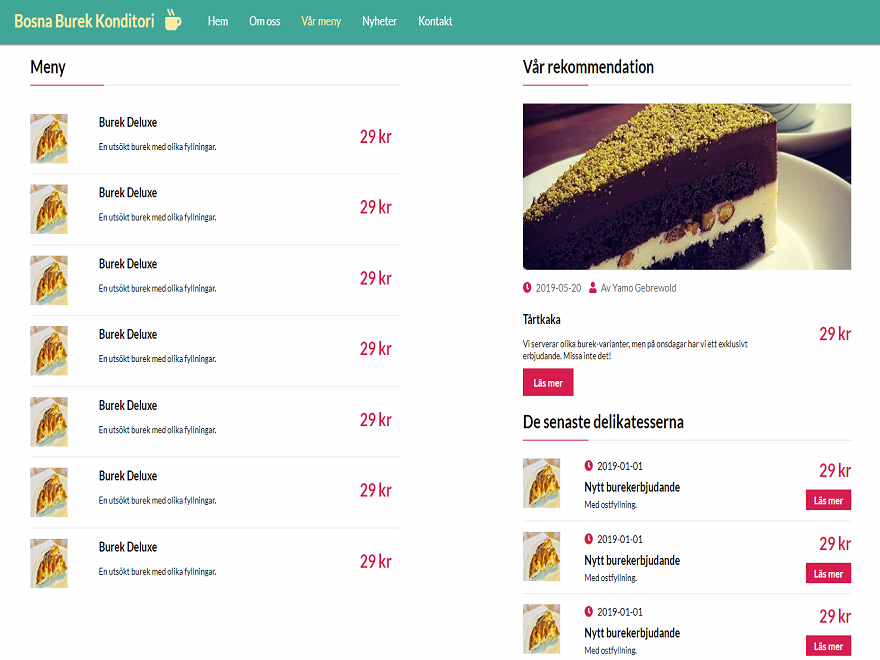 Bosna Burek Konditori
Hem Om oss Vår meny Nyheter Kontakt
Meny
Burek Deluxe
En utsökt burek med olika fyllningar.
29 kr
Burek Deluxe
En utsökt burek med olika fyllningar.
29 kr
Burek Deluxe
En utsökt burek med olika fyllningar.
29 kr
Burek Deluxe
En utsökt burek med olika fyllningar.
29 kr
Burek Deluxe
En utsökt burek med olika fyllningar.
29 kr
Burek Deluxe
En utsökt burek med olika fyllningar.
29 kr
Burek Deluxe
En utsökt burek med olika fyllningar.
29 kr
Vår rekommendation
2019-05-20 Av Yamo Gebrewold
Tårtkaka
29 kr
Vi serverar olika burek-varianter, men på onsdagar har vi ett exklusivt
erbjudande. Missa inte det!
Läs mer
De senaste delikatesserna
2019-01-01
Nytt burekerbjudande
Med ostfyllning.
29 kr
Läs mer
2019-01-01
Nytt burekerbjudande
Med ostfyllning.
29 kr
Läs mer
2019-01-01
Nytt burekerbjudande
Med ostfyllning.
29 kr
Läs mer